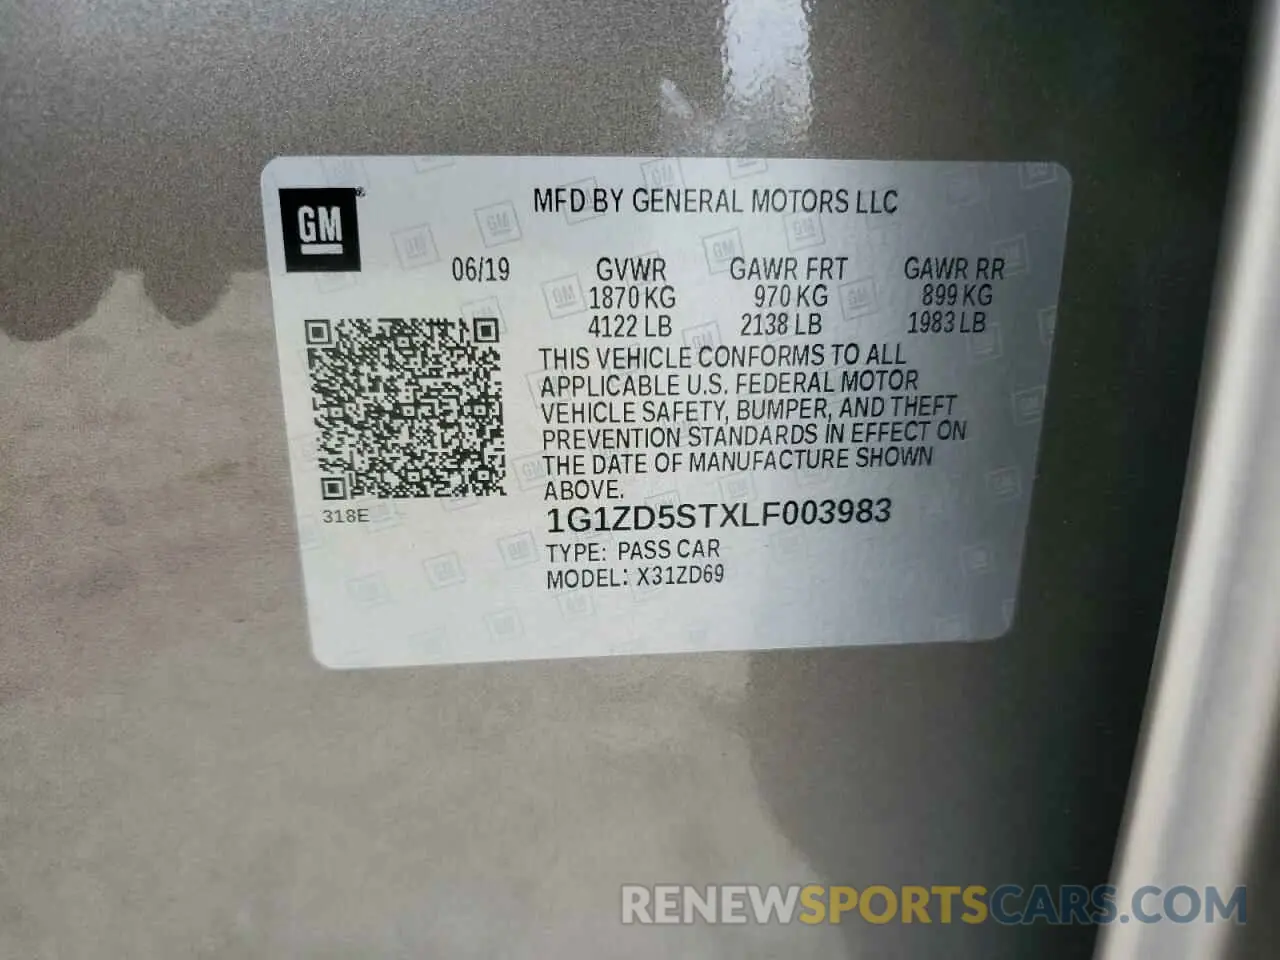 GM®
MFD BY GENERAL MOTORS LLC
06/19 GVWR GAWR FRT GAWR RR
1870 KG 970 KG 899 KG
4122 LB 2138 LB 1983 LB
THIS VEHICLE CONFORMS TO ALL
APPLICABLE U.S. FEDERAL MOTOR
VEHICLE SAFETY, BUMPER, AND THEFT
PREVENTION STANDARDS IN EFFECT ON
THE DATE OF MANUFACTURE SHOWN
ABOVE.
318E
1G1ZD5STXLF003983
TYPE: PASS CAR
MODEL: X31ZD69
RENEWSPORTSCARS.COM